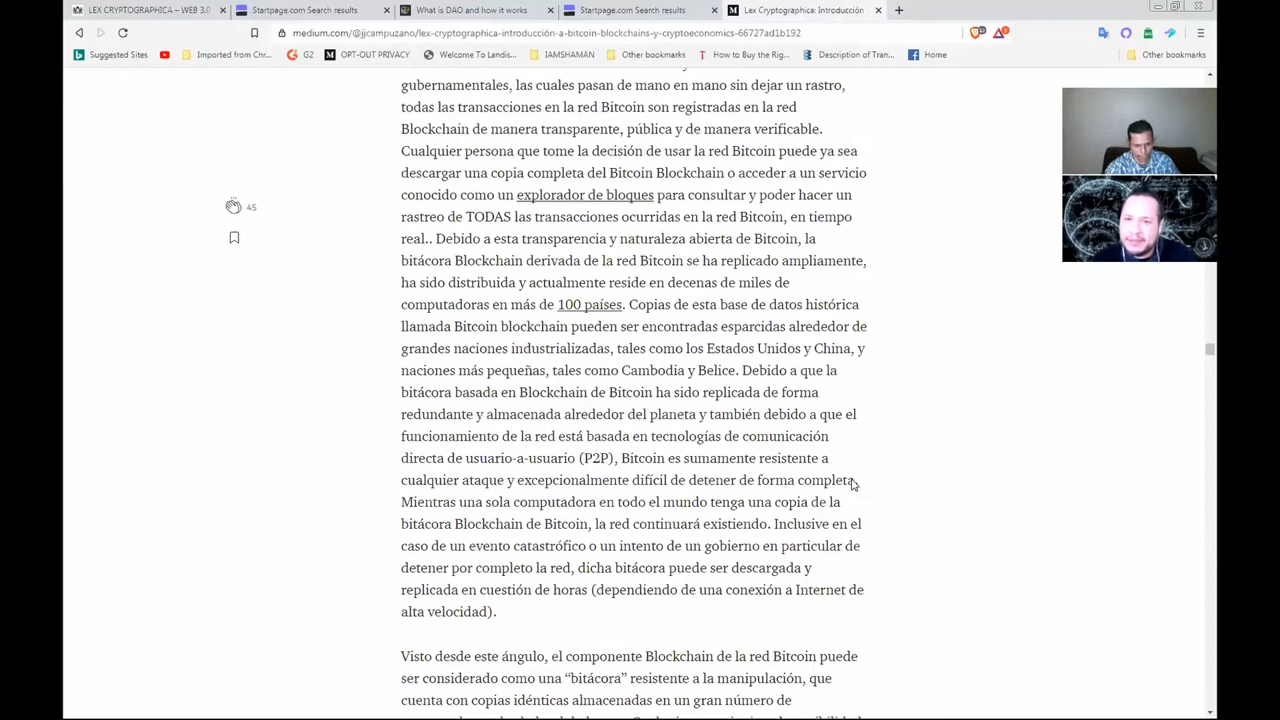 LEX CRYPTOGRAPHICA – WEB 3.0
Startpage.com Search results
What is DAO and how it works
Startpage.com Search results
Lex Cryptographica: Introducción
medium.com/@jjcampuzano/lex-cryptographica-introducción-a-bitcoin-blockchains-y-cryptoeconomics-66727ad1b192
Suggested Sites
Imported from Chr...
G2
OPT-OUT PRIVACY
Welcome To Landis...
IAMSHAMAN
Other bookmarks
How to Buy the Rig...
Description of Tran...
Home
Other bookmarks
gubernamentales, las cuales pasan de mano en mano sin dejar un rastro,
todas las transacciones en la red Bitcoin son registradas en la red
Blockchain de manera transparente, pública y de manera verificable.
Cualquier persona que tome la decisión de usar la red Bitcoin puede ya sea
descargar una copia completa del Bitcoin Blockchain o acceder a un servicio
conocido como un explorador de bloques para consultar y poder hacer un
rastreo de TODAS las transacciones ocurridas en la red Bitcoin, en tiempo
real.. Debido a esta transparencia y naturaleza abierta de Bitcoin, la
bitácora Blockchain derivada de la red Bitcoin se ha replicado ampliamente,
ha sido distribuida y actualmente reside en decenas de miles de
computadoras en más de 100 países. Copias de esta base de datos histórica
llamada Bitcoin blockchain pueden ser encontradas esparcidas alrededor de
grandes naciones industrializadas, tales como los Estados Unidos y China, y
naciones más pequeñas, tales como Cambodia y Belice. Debido a que la
bitácora basada en Blockchain de Bitcoin ha sido replicada de forma
redundante y almacenada alrededor del planeta y también debido a que el
funcionamiento de la red está basada en tecnologías de comunicación
directa de usuario-a-usuario (P2P), Bitcoin es sumamente resistente a
cualquier ataque y excepcionalmente difícil de detener de forma completa.
Mientras una sola computadora en todo el mundo tenga una copia de la
bitácora Blockchain de Bitcoin, la red continuará existiendo. Inclusive en el
caso de un evento catastrófico o un intento de un gobierno en particular de
detener por completo la red, dicha bitácora puede ser descargada y
replicada en cuestión de horas (dependiendo de una conexión a Internet de
alta velocidad).
Visto desde este ángulo, el componente Blockchain de la red Bitcoin puede
ser considerado como una “bitácora” resistente a la manipulación, que
cuenta con copias idénticas almacenadas en un gran número de
45